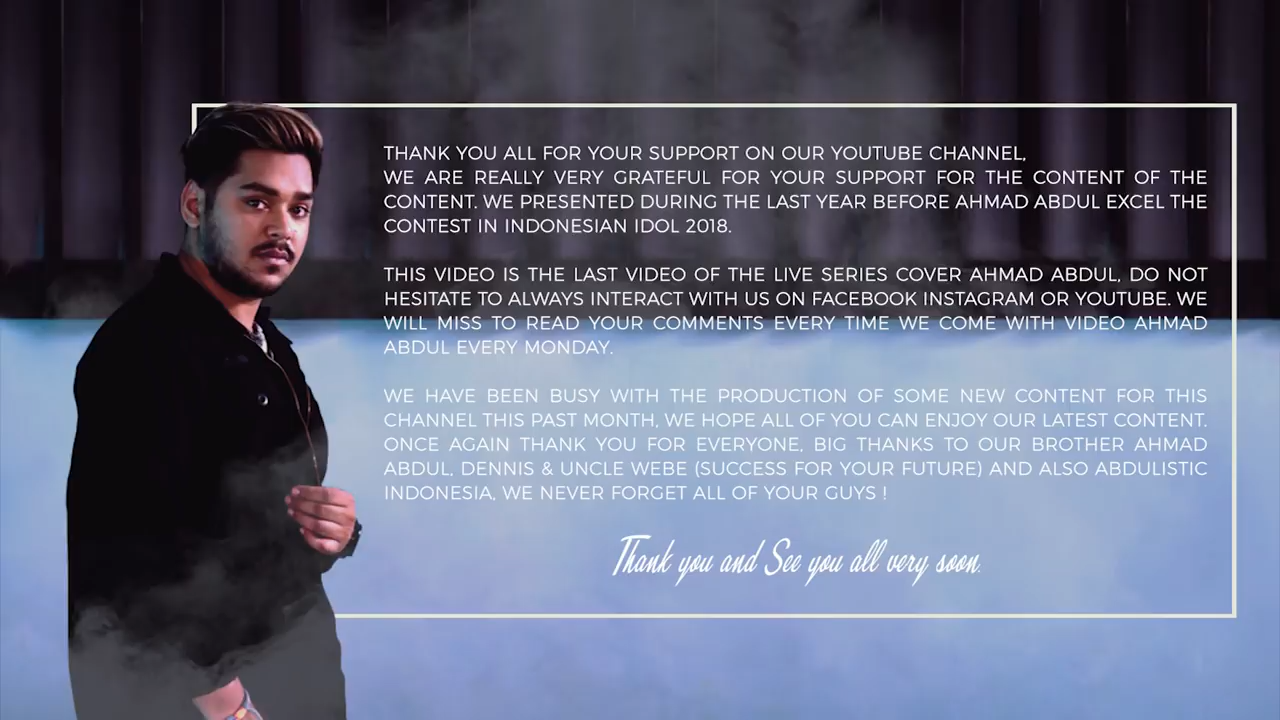 THANK YOU ALL FOR YOUR SUPPORT ON OUR YOUTUBE CHANNEL,
WE ARE REALLY VERY GRATEFUL FOR YOUR SUPPORT FOR THE CONTENT OF THE
CONTENT. WE PRESENTED DURING THE LAST YEAR BEFORE AHMAD ABDUL EXCEL THE
CONTEST IN INDONESIAN IDOL 2018.
THIS VIDEO IS THE LAST VIDEO OF THE LIVE SERIES COVER AHMAD ABDUL, DO NOT
HESITATE TO ALWAYS INTERACT WITH US ON FACEBOOK INSTAGRAM OR YOUTUBE. WE
WILL MISS TO READ YOUR COMMENTS EVERY TIME WE COME WITH VIDEO AHMAD
ABDUL EVERY MONDAY.
WE HAVE BEEN BUSY WITH THE PRODUCTION OF SOME NEW CONTENT FOR THIS
CHANNEL THIS PAST MONTH, WE HOPE ALL OF YOU CAN ENJOY OUR LATEST CONTENT.
ONCE AGAIN THANK YOU FOR EVERYONE, BIG THANKS TO OUR BROTHER AHMAD
ABDUL, DENNIS & UNCLE WEBE (SUCCESS FOR YOUR FUTURE) AND ALSO ABDULISTIC
INDONESIA, WE NEVER FORGET ALL OF YOUR GUYS !
Thank you and See you all very soon.